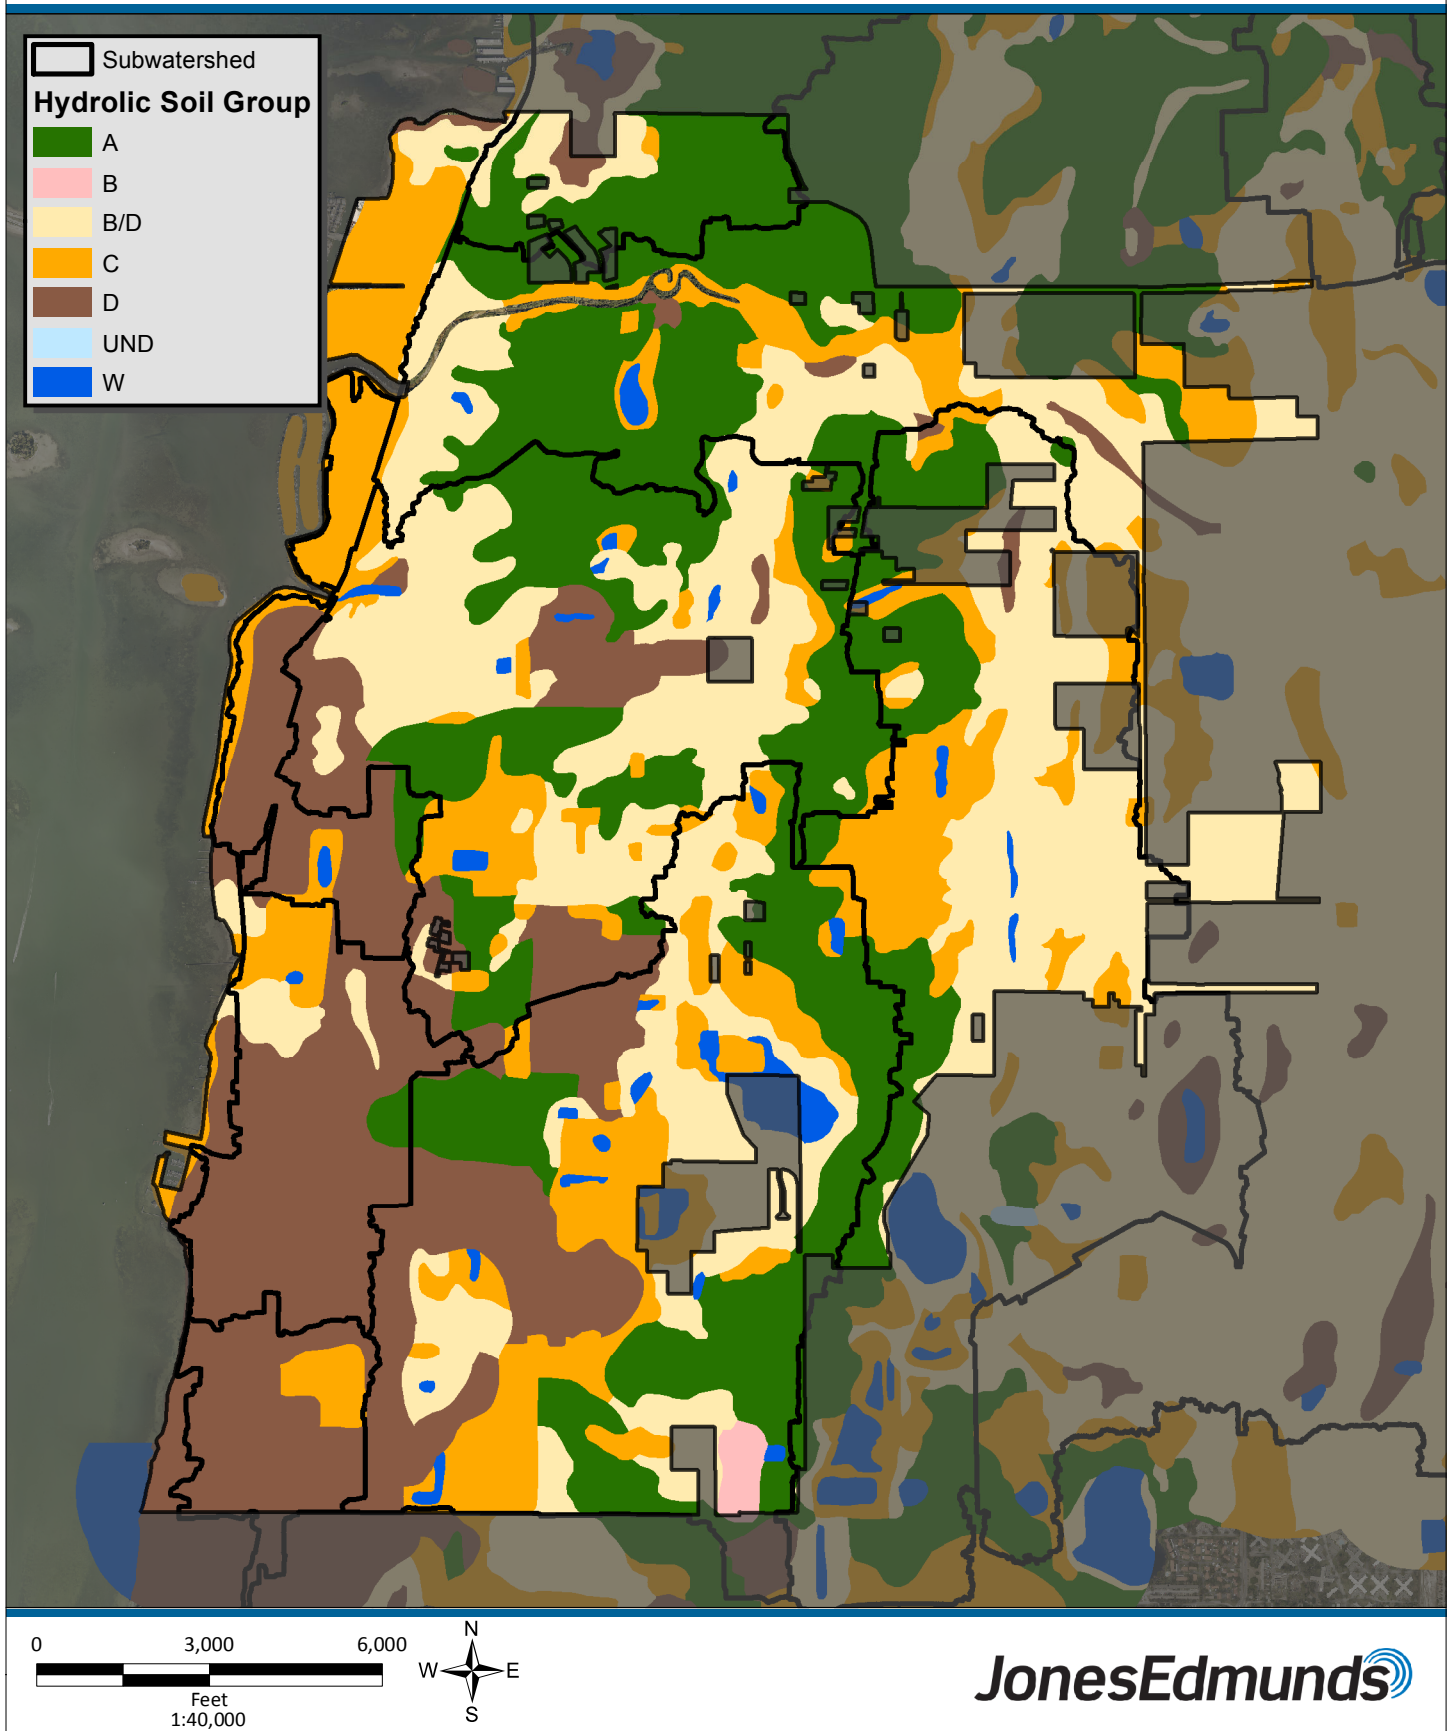 Subwatershed
Hydrolic Soil Group
A
B
B/D
C
D
UND
W
0 3,000 6,000
Feet
1:40,000
N
W E
S
JonesEdmunds